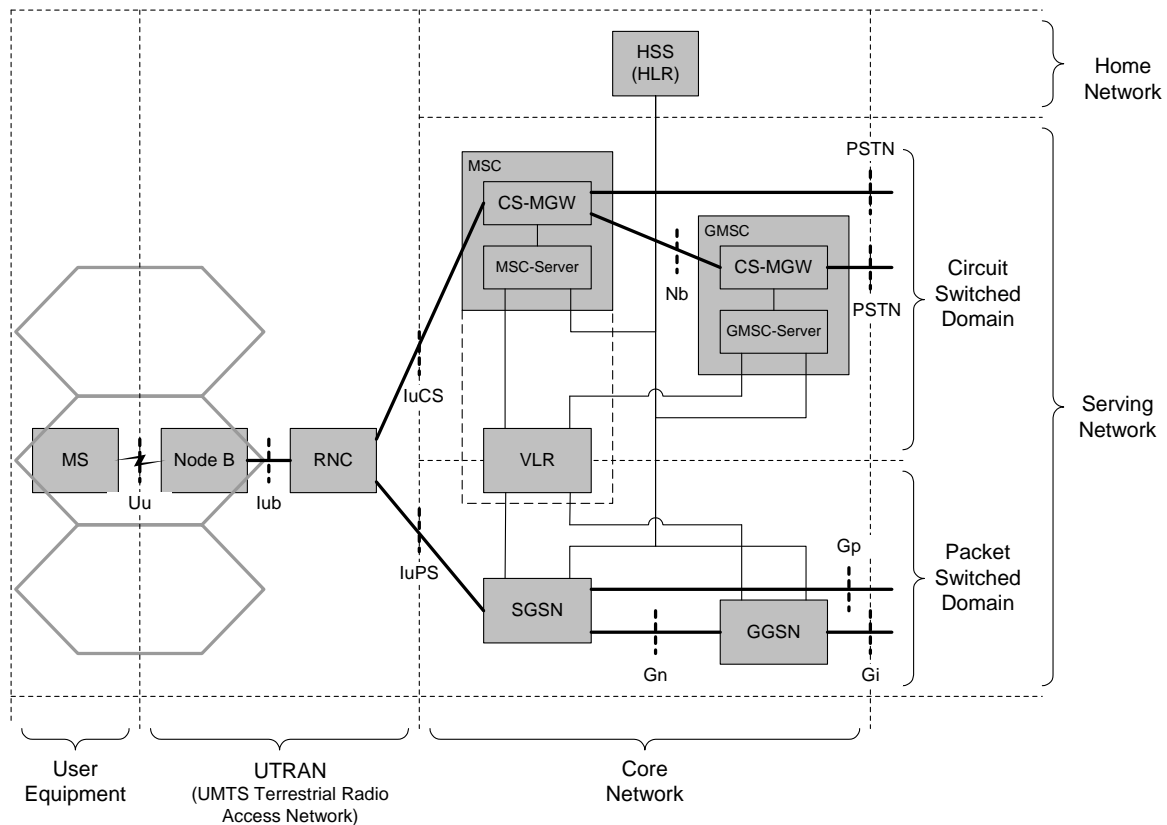 HSS
(HLR)
Home
Network
PSTN
MSC
CS-MGW
GMSC
MSC-Server
CS-MGW
Nb
PSTN
Circuit
Switched
Domain
GMSC-Server
IuCS
Serving
Network
MS
Node B
RNC
VLR
Uu
Iub
IuPS
Gp
Packet
Switched
Domain
SGSN
GGSN
Gn
Gi
User
Equipment
UTRAN
(UMTS Terrestrial Radio
Access Network)
Core
Network